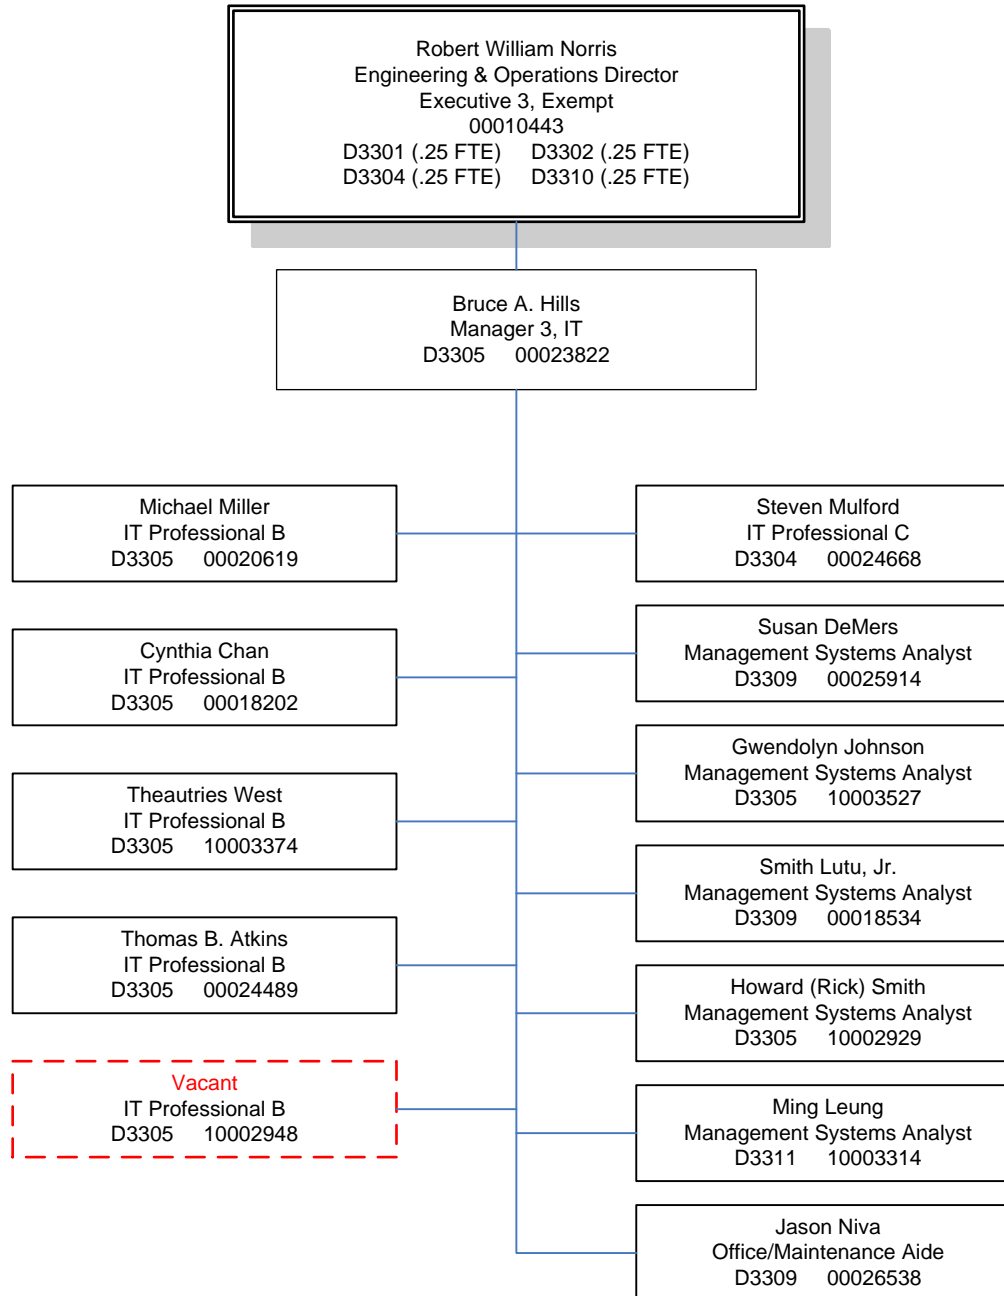 Robert William Norris
Engineering & Operations Director
Executive 3, Exempt
00010443
D3301 (.25 FTE) D3302 (.25 FTE)
D3304 (.25 FTE) D3310 (.25 FTE)
Bruce A. Hills
Manager 3, IT
D3305 00023822
Michael Miller
IT Professional B
D3305 00020619
Cynthia Chan
IT Professional B
D3305 00018202
Theautries West
IT Professional B
D3305 10003374
Thomas B. Atkins
IT Professional B
D3305 00024489
Vacant
IT Professional B
D3305 10002948
Steven Mulford
IT Professional C
D3304 00024668
Susan DeMers
Management Systems Analyst
D3309 00025914
Gwendolyn Johnson
Management Systems Analyst
D3305 10003527
Smith Lutu, Jr.
Management Systems Analyst
D3309 00018534
Howard (Rick) Smith
Management Systems Analyst
D3305 10002929
Ming Leung
Management Systems Analyst
D3311 10003314
Jason Niva
Office/Maintenance Aide
D3309 00026538